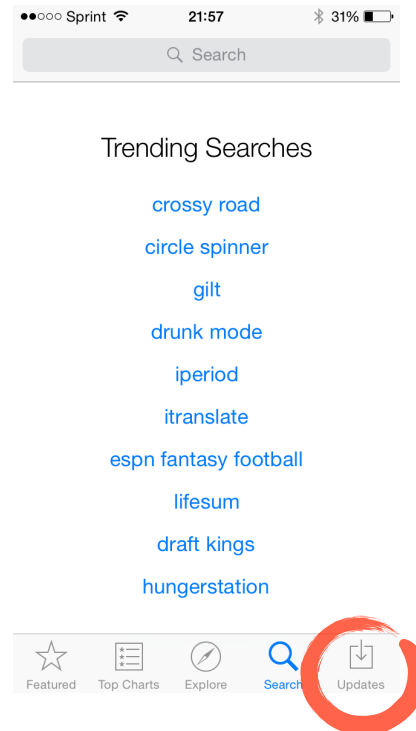 Sprint 21:57 31%
Search
Trending Searches
crossy road
circle spinner
gilt
drunk mode
iperiod
itranslate
espn fantasy football
lifesum
draft kings
hungerstation
Featured Top Charts Explore Search Updates